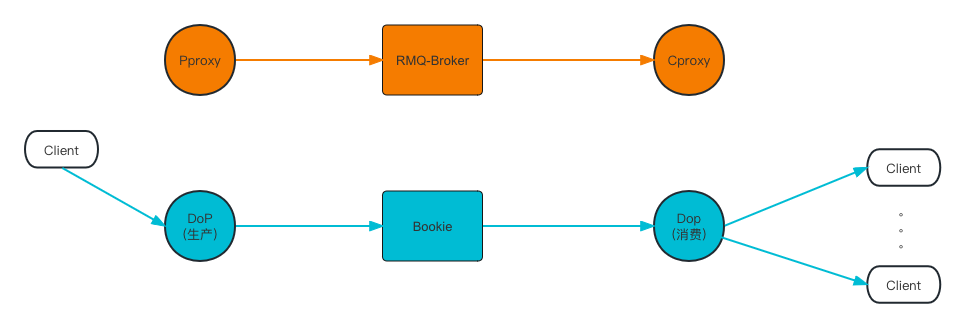 Pproxy
RMQ-Broker
Cproxy
Client
DoP
(生产)
Bookie
Dop
(消费)
Client
Client